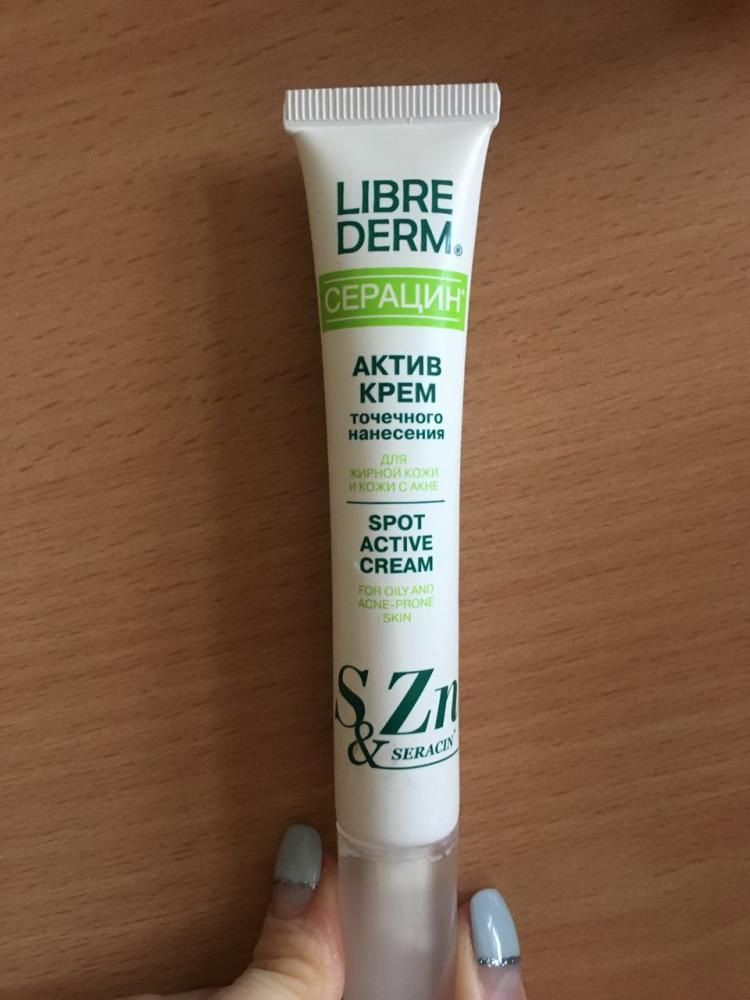 LIBRE
DERM®
СЕРАЦИН®
АКТИВ
КРЕМ
точечного
нанесения
ДЛЯ
ЖИРНОЙ КОЖИ
И КОЖИ С АКНЕ
SPOT
ACTIVE
CREAM
FOR OILY AND
ACNE-PRONE
SKIN
S&Zn
SERACIN®